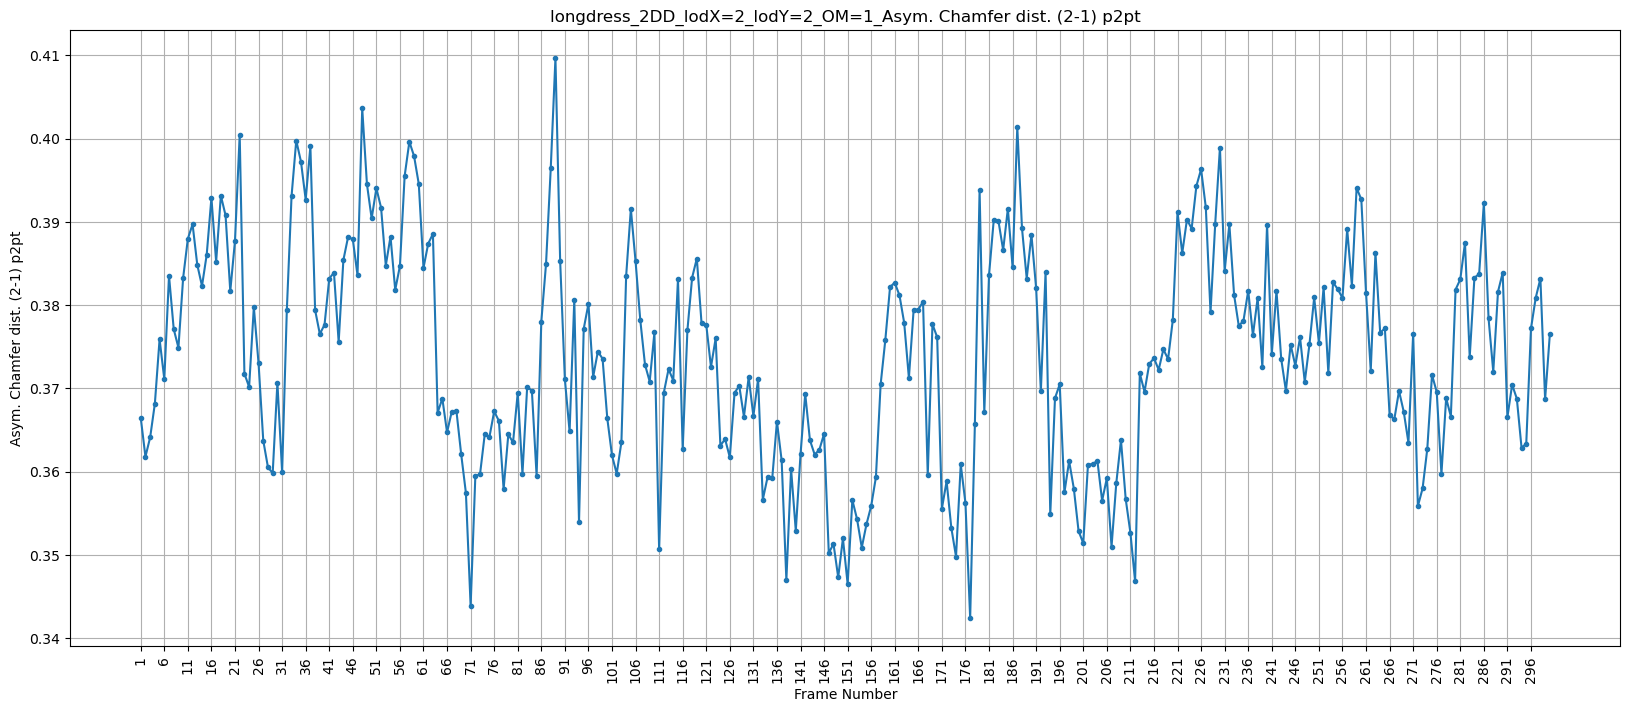 longdress_2DD_lodX=2_lodY=2_OM=1_Asym. Chamfer dist. (2-1) p2pt
Asym. Chamfer dist. (2-1) p2pt
0.41
0.40
0.39
0.38
0.37
0.36
0.35
0.34
1 6 11 16 21 26 31 36 41 46 51 56 61 66 71 76 81 86 91 96 101 106 111 116 121 126 131 136 141 146 151 156 161 166 171 176 181 186 191 196 201 206 211 216 221 226 231 236 241 246 251 256 261 266 271 276 281 286 291 296
Frame Number